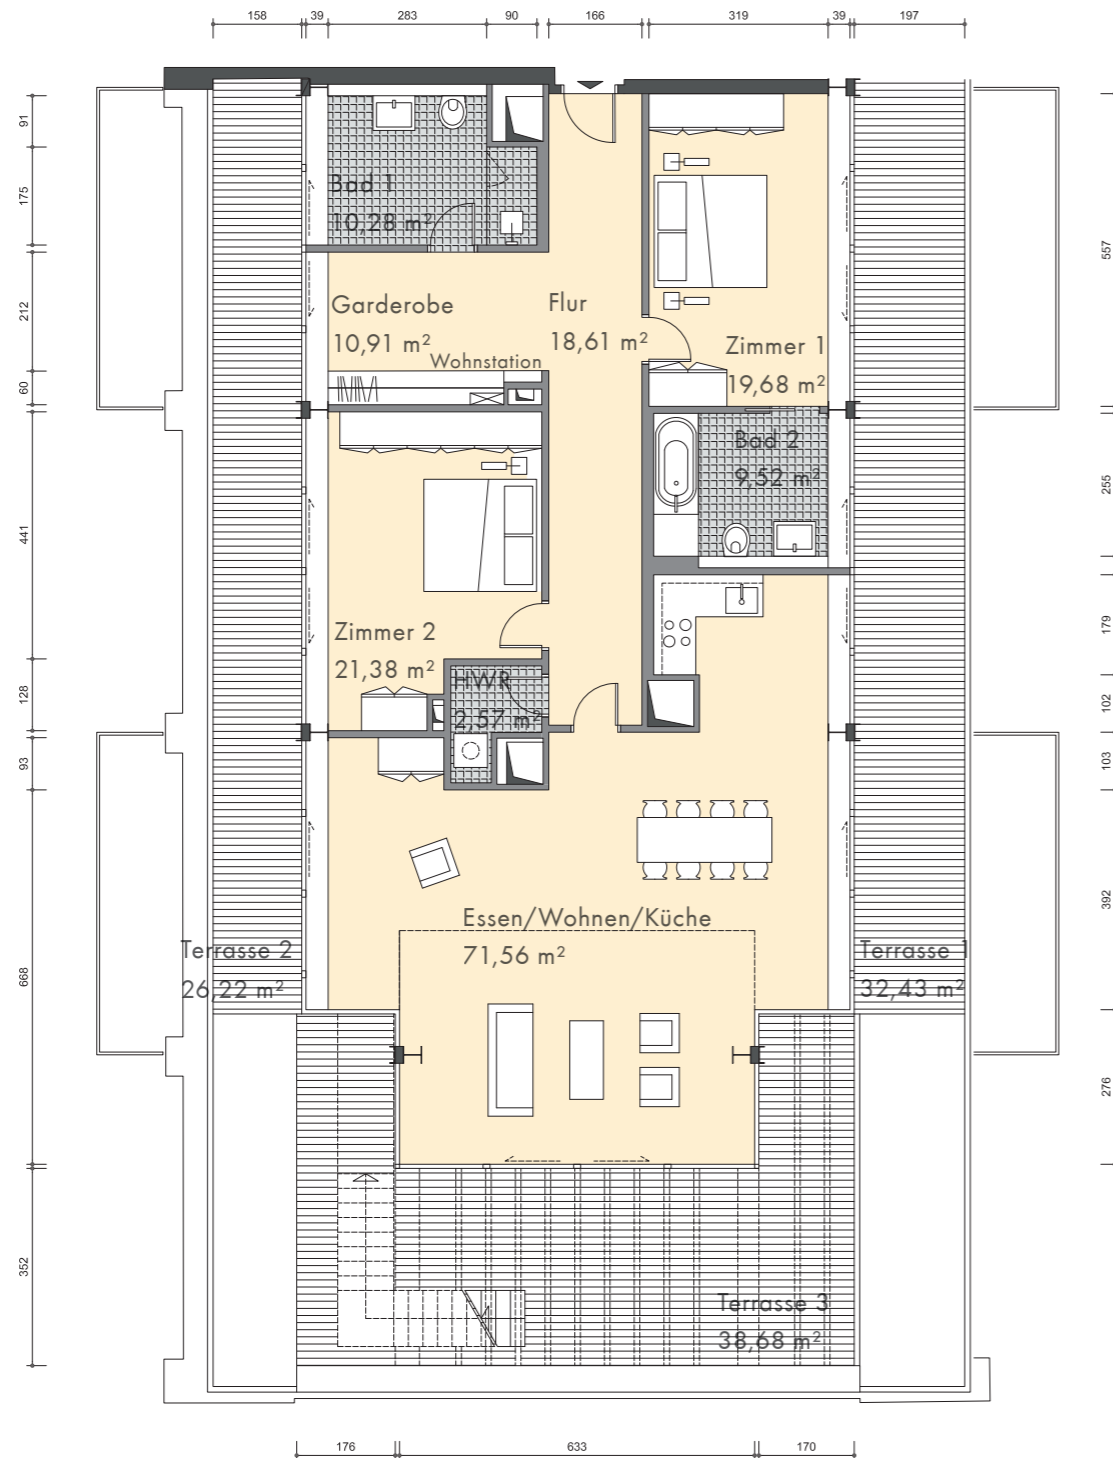 158 39 283 90 166 319 39 197
91
175
212
60
441
128
93
668
352
557
255
179
102
103
392
276
Bad 1
10,28 m²
Garderobe
10,91 m²
Wohnstation
Flur
18,61 m²
Zimmer 1
19,68 m²
Bad 2
9,52 m²
Zimmer 2
21,38 m²
HWR
2,57 m²
Essen/Wohnen/Küche
71,56 m²
Terrasse 2
26,22 m²
Terrasse 1
32,43 m²
Terrasse 3
38,68 m²
176 633 170